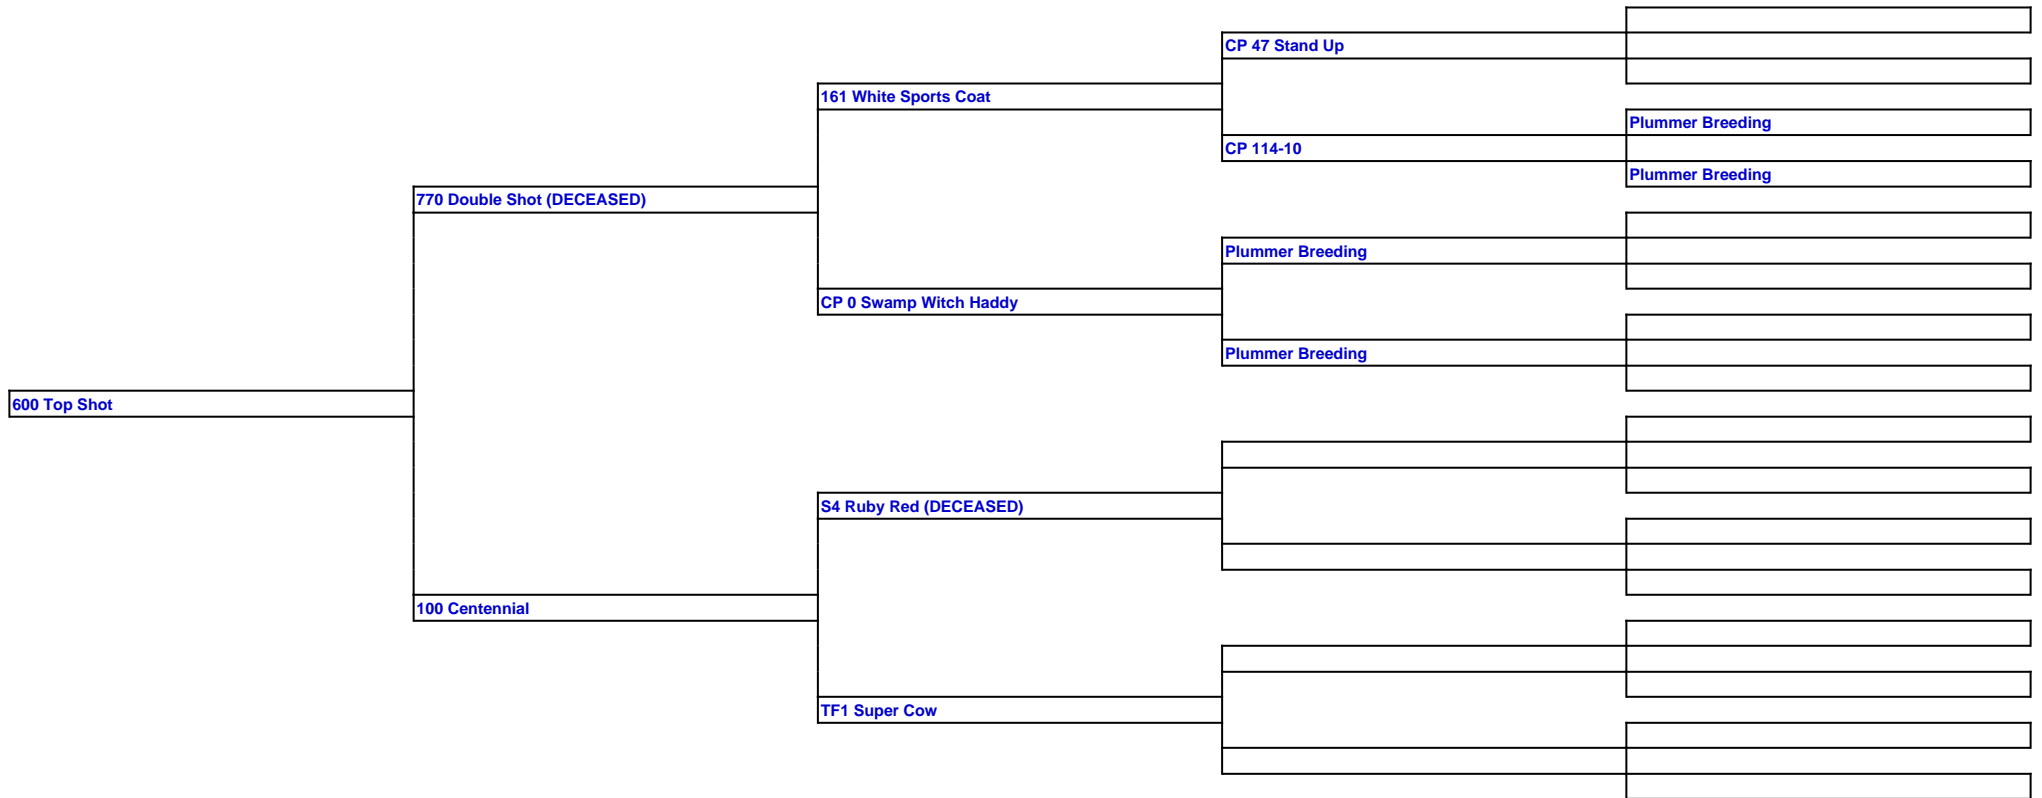 CP 47 Stand Up
161 White Sports Coat
Plummer Breeding
CP 114-10
Plummer Breeding
770 Double Shot (DECEASED)
Plummer Breeding
CP 0 Swamp Witch Haddy
Plummer Breeding
600 Top Shot
S4 Ruby Red (DECEASED)
100 Centennial
TF1 Super Cow